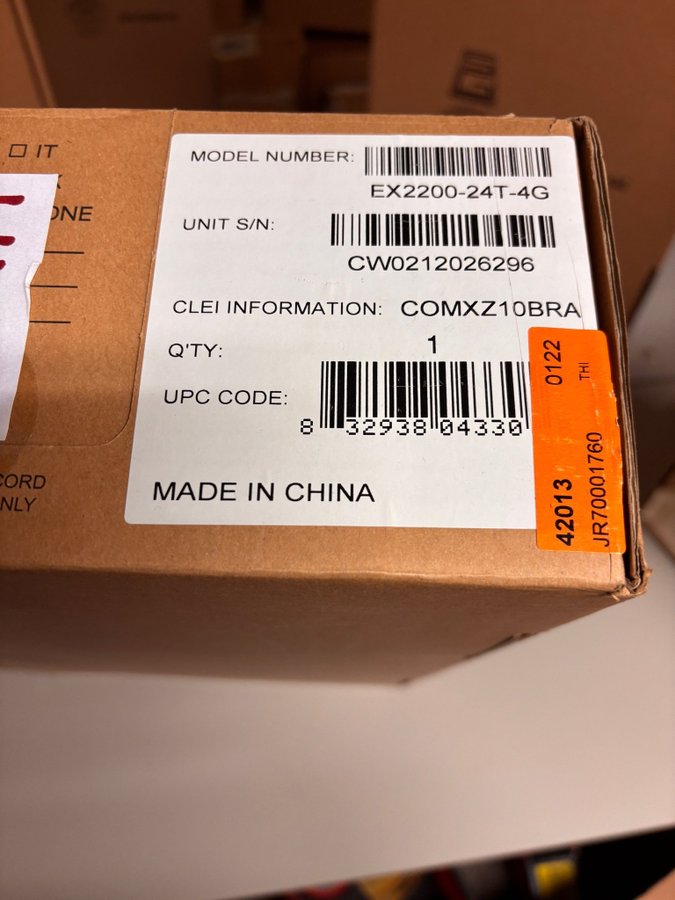 IT
ONE
CORD
NLY
MODEL NUMBER:
EX2200-24T-4G
UNIT S/N:
CW0212026296
CLEI INFORMATION: COMXZ10BRA
Q'TY: 1
UPC CODE:
8 32938 04330
MADE IN CHINA
0122
THI
42013
JR70001760